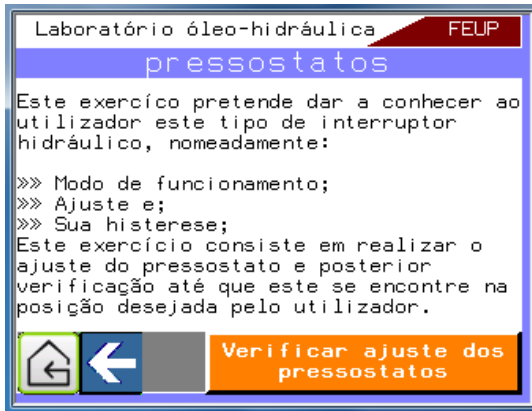 Laboratório óleo-hidráulica
FEUP
pressostatos
Este exercíco pretende dar a conhecer ao
utilizador este tipo de interruptor
hidráulico, nomeadamente:
»» Modo de funcionamento;
»» Ajuste e;
»» Sua histerese;
Este exercício consiste em realizar o
ajuste do pressostato e posterior
verificação até que este se encontre na
posição desejada pelo utilizador.
Verificar ajuste dos
pressostatos